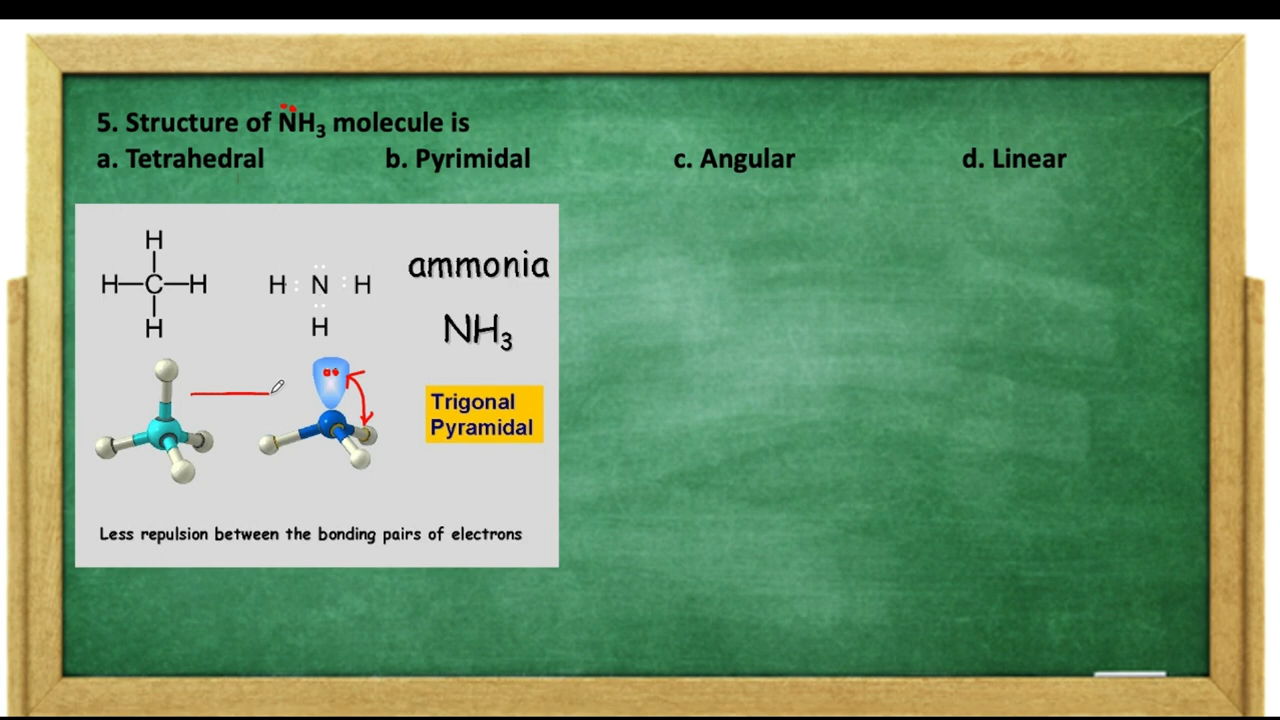 5. Structure of NH₃ molecule is
a. Tetrahedral b. Pyrimidal c. Angular d. Linear
H
H—C—H
H
H : N : H
H
ammonia
NH₃
Trigonal
Pyramidal
Less repulsion between the bonding pairs of electrons